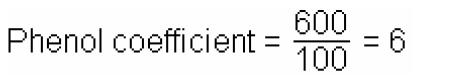 Phenol coefficient = 600/100 = 6